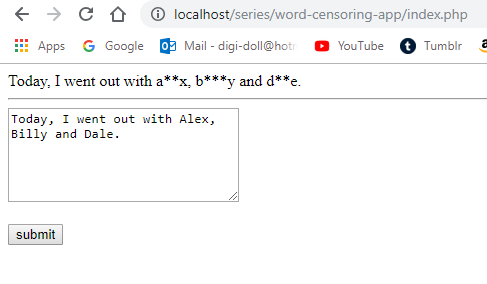 localhost/series/word-censoring-app/index.php
Apps Google Mail - digi-doll@hot YouTube Tumblr
Today, I went out with a**x, b***y and d**e.
Today, I went out with Alex,
Billy and Dale.
submit